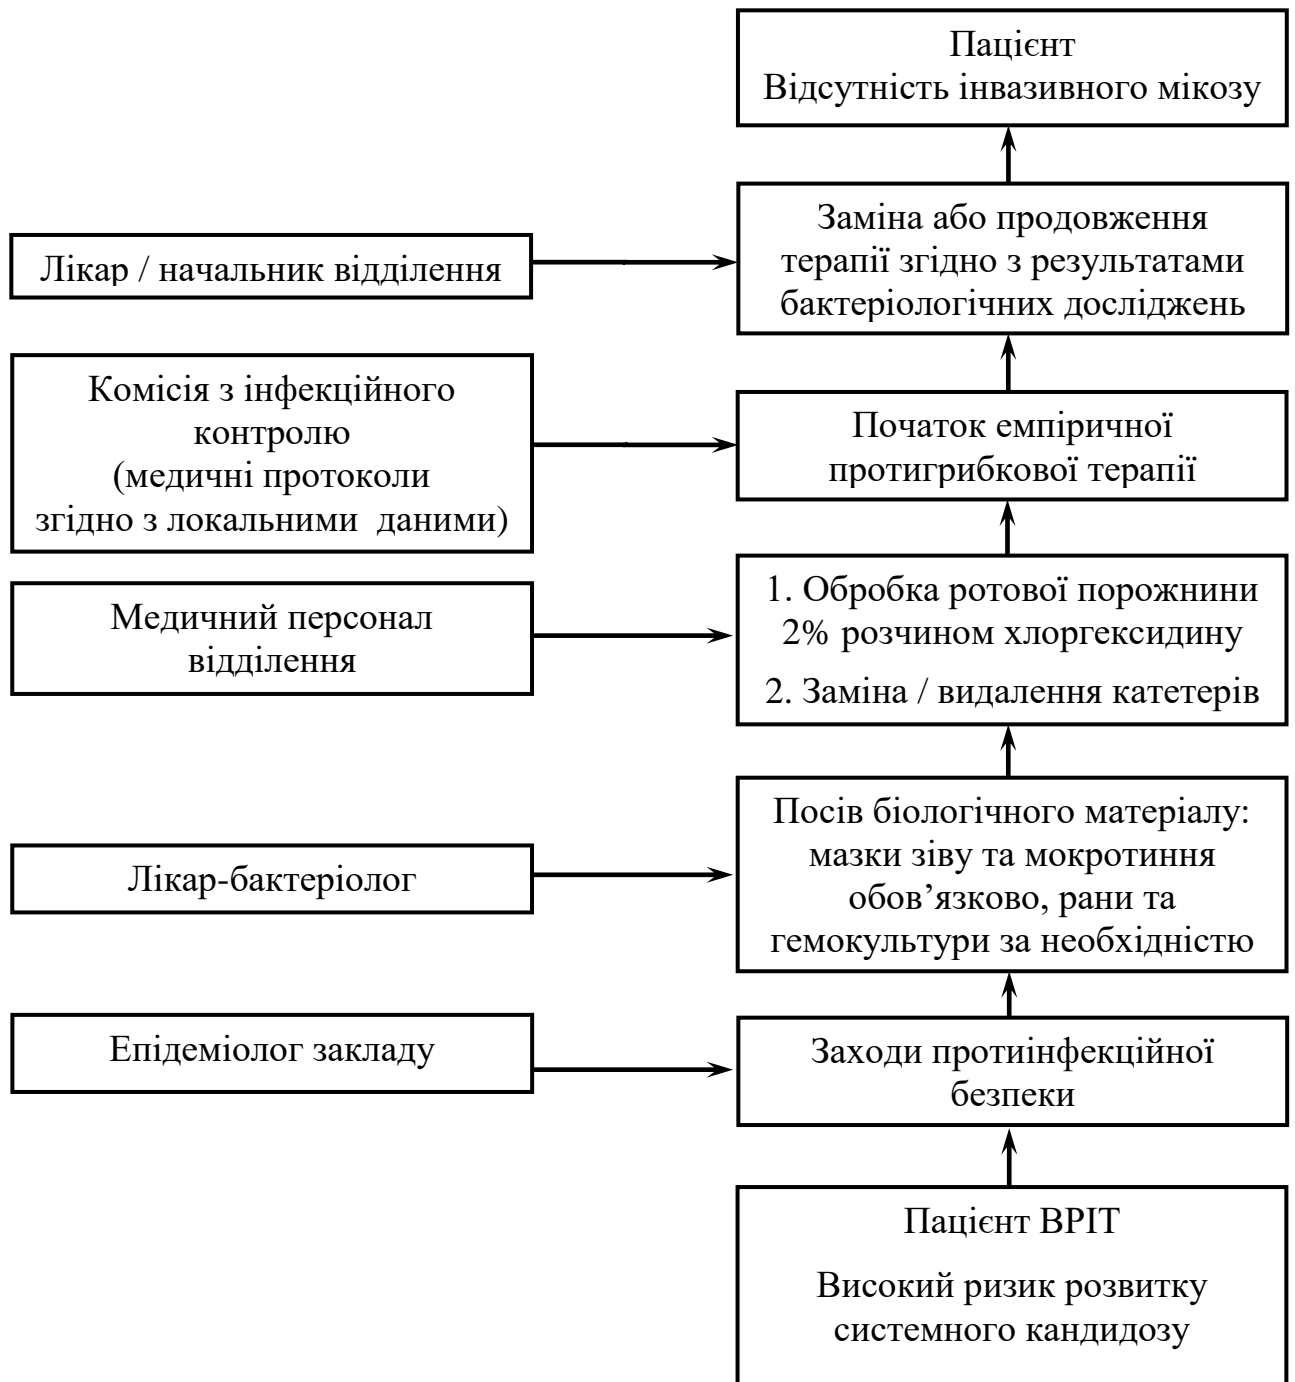 Пацієнт
Відсутність інвазивного мікозу
Заміна або продовження
терапії згідно з результатами
бактеріологічних досліджень
Лікар / начальник відділення
Комісія з інфекційного
контролю
(медичні протоколи
згідно з локальними даними)
Початок емпіричної
протигрибкової терапії
1. Обробка ротової порожнини
2% розчином хлоргексидину
2. Заміна / видалення катетерів
Медичний персонал
відділення
Посів біологічного матеріалу:
мазки зіву та мокротиння
обов’язково, рани та
гемокультури за необхідністю
Лікар-бактеріолог
Епідеміолог закладу
Заходи протиінфекційної
безпеки
Пацієнт ВРІТ
Високий ризик розвитку
системного кандидозу